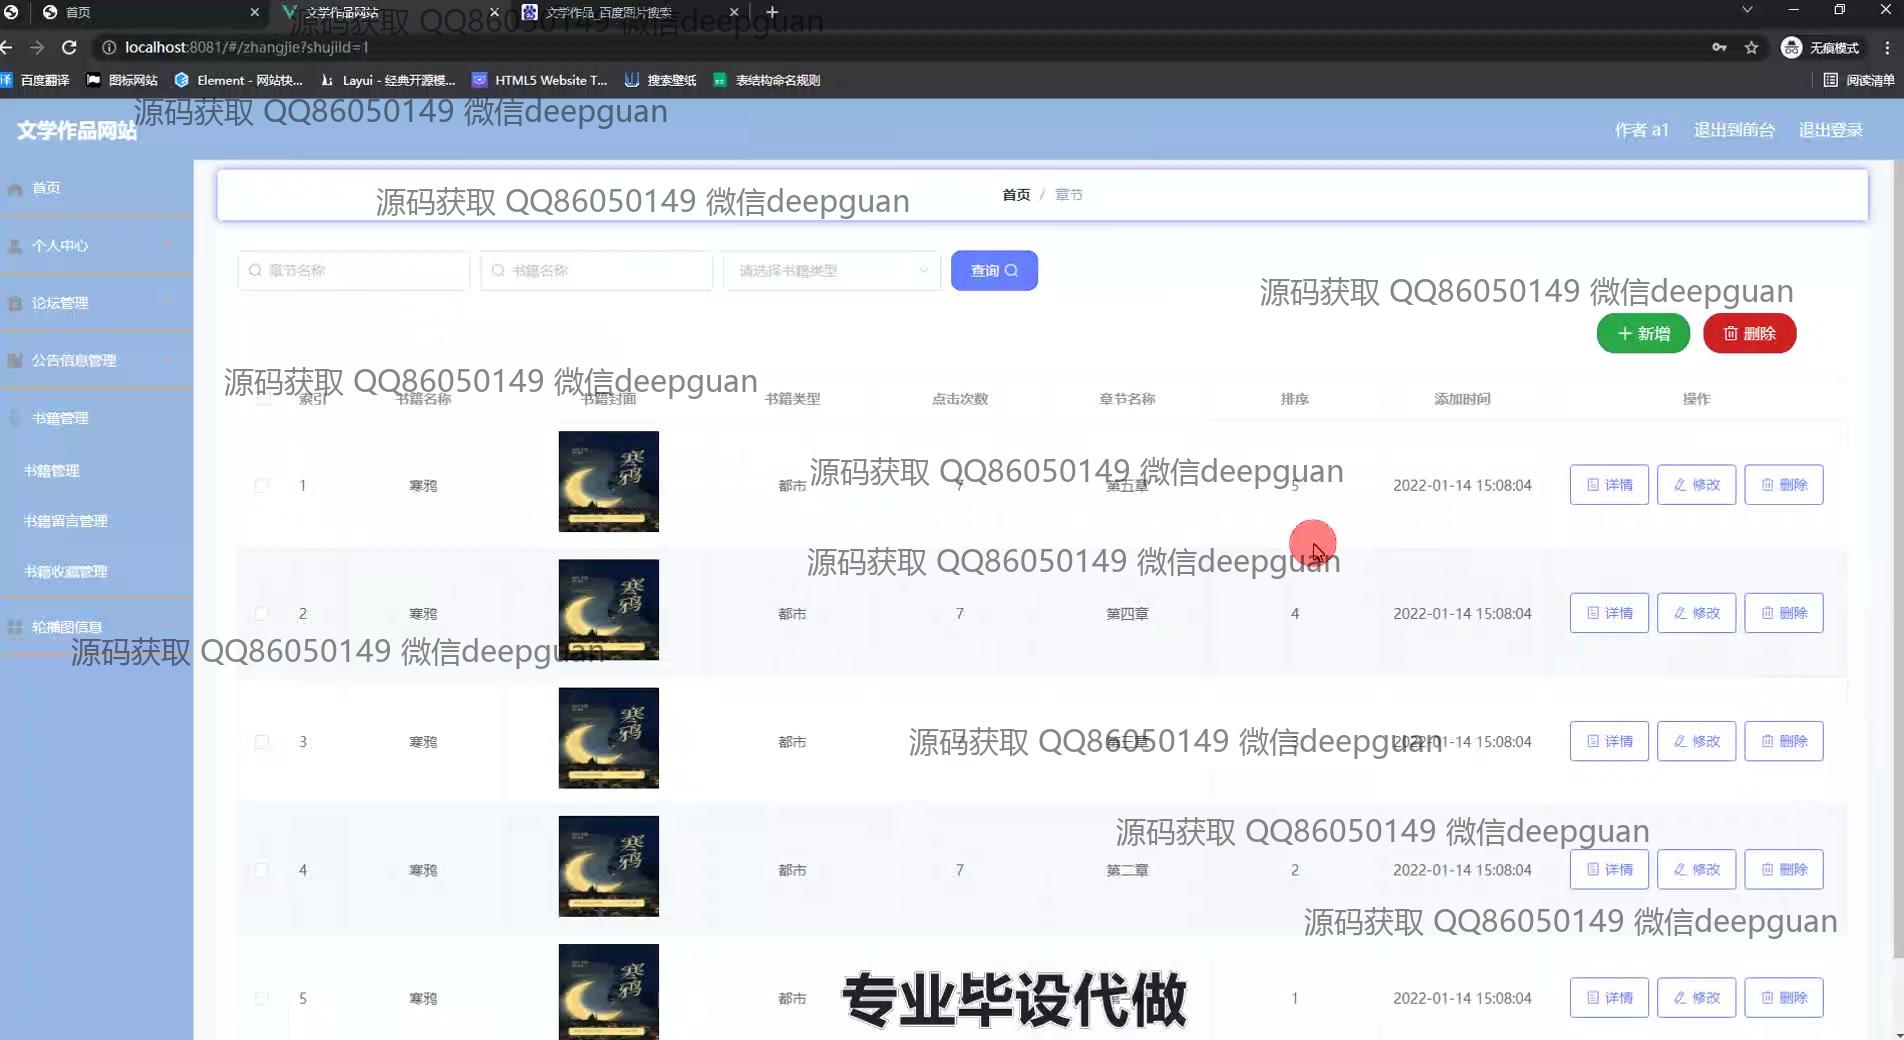 首页
文学作品网站
文学作品_百度图片搜索
源码获取 QQ86050149 微信deepguan
localhost:8081/#/zhangjie?shujiId=1
无痕模式
百度翻译
图标网站
Element - 网站快...
Layui - 经典开源模...
HTML5 Website T...
搜索壁纸
表结构命名规则
阅读清单
源码获取 QQ86050149 微信deepguan
文学作品网站
作者 a1
退出到前台
退出登录
首页
个人中心
论坛管理
公告信息管理
书籍管理
书籍管理
书籍留言管理
书籍收藏管理
轮播图信息
源码获取 QQ86050149 微信deepguan
首页 / 章节
章节名称
书籍名称
请选择书籍类型
查询
源码获取 QQ86050149 微信deepguan
新增
删除
源码获取 QQ86050149 微信deepguan
索引 书籍名称 书籍封面 书籍类型 点击次数 章节名称 排序 添加时间 操作
源码获取 QQ86050149 微信deepguan
1 寒鸦 寒鸦 都市 7 第五章 5 2022-01-14 15:08:04 详情 修改 删除
源码获取 QQ86050149 微信deepguan
2 寒鸦 寒鸦 都市 7 第四章 4 2022-01-14 15:08:04 详情 修改 删除
源码获取 QQ86050149 微信deepguan
3 寒鸦 寒鸦 都市 第三章 3 2022-01-14 15:08:04 详情 修改 删除
源码获取 QQ86050149 微信deepguan
源码获取 QQ86050149 微信deepguan
4 寒鸦 寒鸦 都市 7 第二章 2 2022-01-14 15:08:04 详情 修改 删除
源码获取 QQ86050149 微信deepguan
5 寒鸦 寒鸦 都市 1 2022-01-14 15:08:04 详情 修改 删除
专业毕设代做